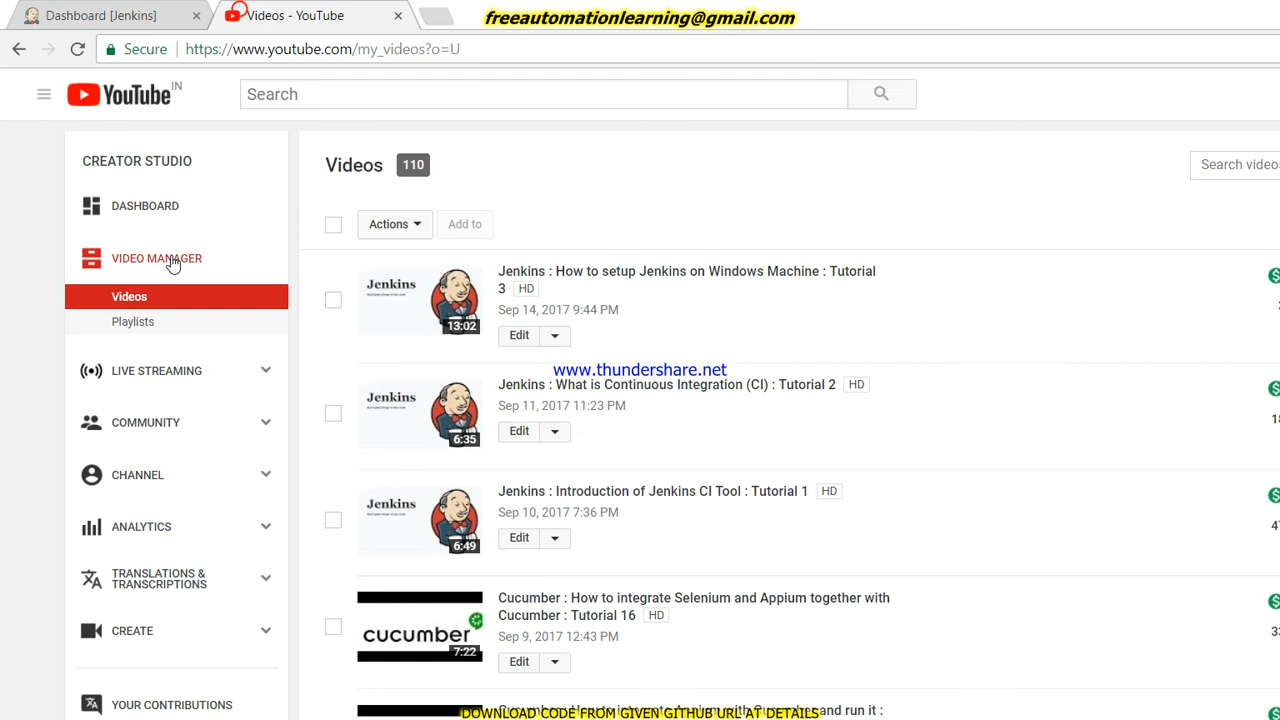 Dashboard [Jenkins]
Videos - YouTube
freeautomationlearning@gmail.com
Secure
https://www.youtube.com/my_videos?o=U
YouTube IN
Search
CREATOR STUDIO
DASHBOARD
VIDEO MANAGER
Videos
Playlists
LIVE STREAMING
COMMUNITY
CHANNEL
ANALYTICS
TRANSLATIONS &
TRANSCRIPTIONS
CREATE
YOUR CONTRIBUTIONS
Videos 110
Search videos
Actions
Add to
Jenkins
13:02
Jenkins : How to setup Jenkins on Windows Machine : Tutorial
3 HD
Sep 14, 2017 9:44 PM
Edit
www.thundershare.net
Jenkins
6:35
Jenkins : What is Continuous Integration (CI) : Tutorial 2 HD
Sep 11, 2017 11:23 PM
Edit
Jenkins
6:49
Jenkins : Introduction of Jenkins CI Tool : Tutorial 1 HD
Sep 10, 2017 7:36 PM
Edit
cucumber
7:22
Cucumber : How to integrate Selenium and Appium together with
Cucumber : Tutorial 16 HD
Sep 9, 2017 12:43 PM
Edit
and run it :
DOWNLOAD CODE FROM GIVEN GITHUB URL AT DETAILS